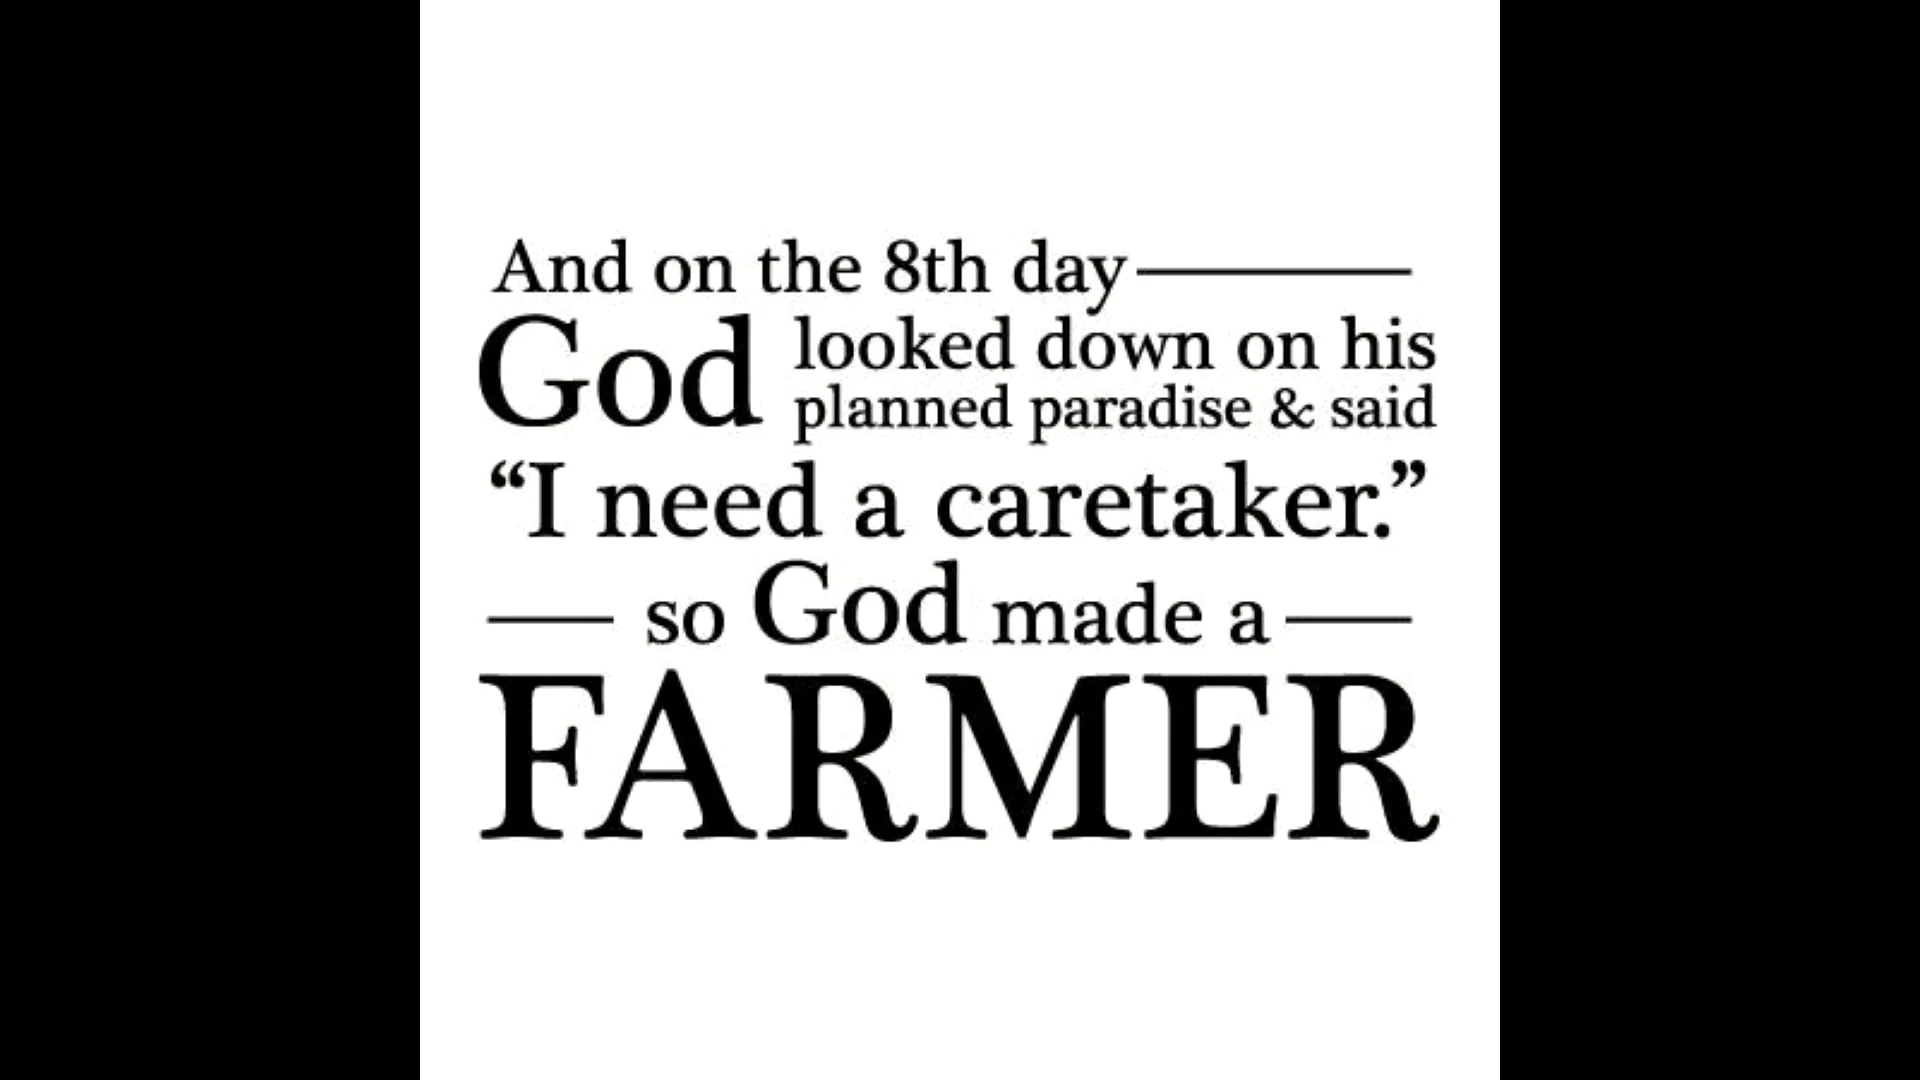 And on the 8th day
God looked down on his
planned paradise & said
“I need a caretaker.”
so God made a
FARMER